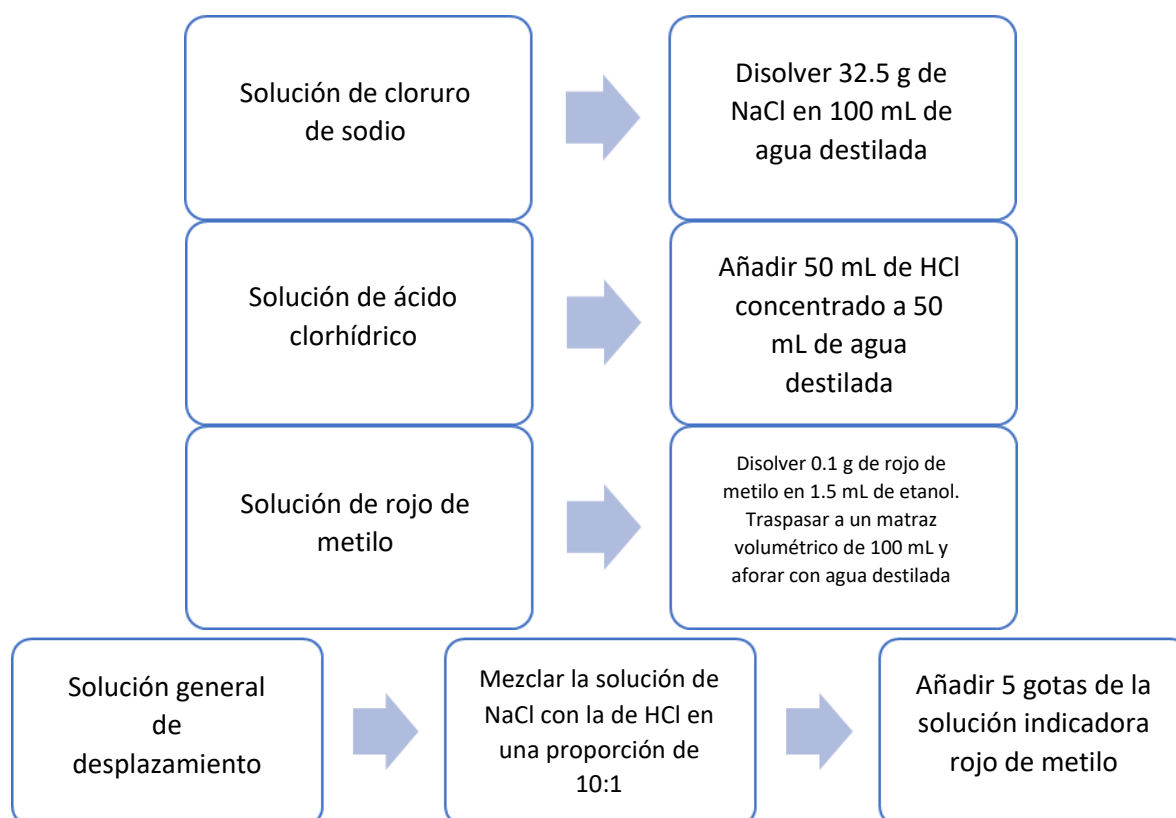 Solución de cloruro
de sodio
Disolver 32.5 g de
NaCl en 100 mL de
agua destilada
Solución de ácido
clorhídrico
Añadir 50 mL de HCl
concentrado a 50
mL de agua
destilada
Solución de rojo de
metilo
Disolver 0.1 g de rojo de
metilo en 1.5 mL de etanol.
Traspasar a un matraz
volumétrico de 100 mL y
aforar con agua destilada
Solución general
de
desplazamiento
Mezclar la solución de
NaCl con la de HCl en
una proporción de
10:1
Añadir 5 gotas de la
solución indicadora
rojo de metilo